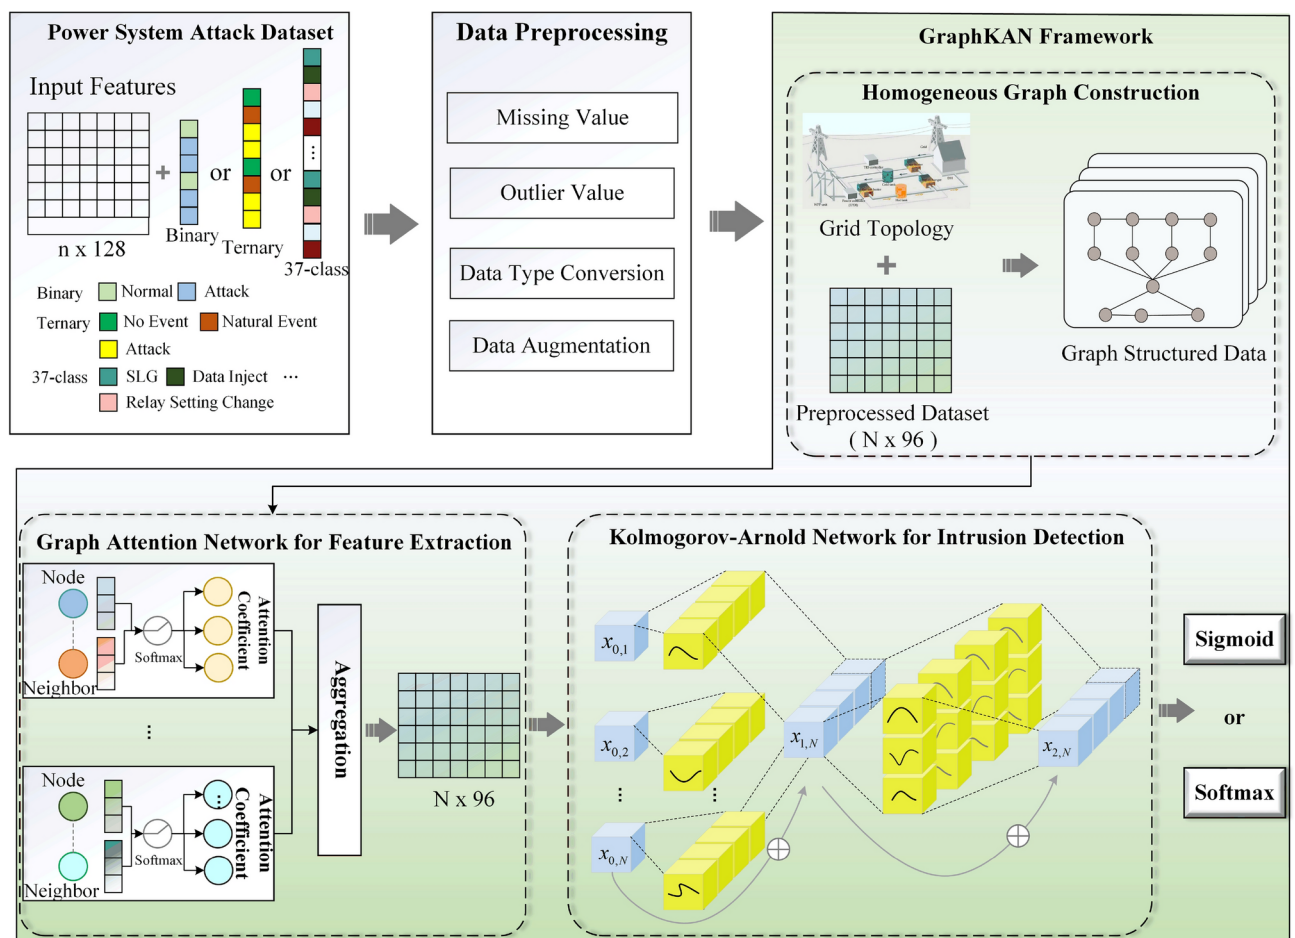 Power System Attack Dataset
Input Features
+
or
or
...
n x 128
Binary
Ternary
37-class
Binary Normal Attack
Ternary No Event Natural Event
Attack
37-class SLG Data Inject ...
Relay Setting Change
Data Preprocessing
Missing Value
Outlier Value
Data Type Conversion
Data Augmentation
GraphKAN Framework
Homogeneous Graph Construction
Grid Topology
+
Preprocessed Dataset
( N x 96 )
Graph Structured Data
Graph Attention Network for Feature Extraction
Node
Neighbor
Softmax
Attention
Coefficient
...
Node
Neighbor
Softmax
...
Attention
Coefficient
Aggregation
N x 96
Kolmogorov-Arnold Network for Intrusion Detection
x0,1
x0,2
...
...
x0,N
x1,N
x2,N
Sigmoid
or
Softmax